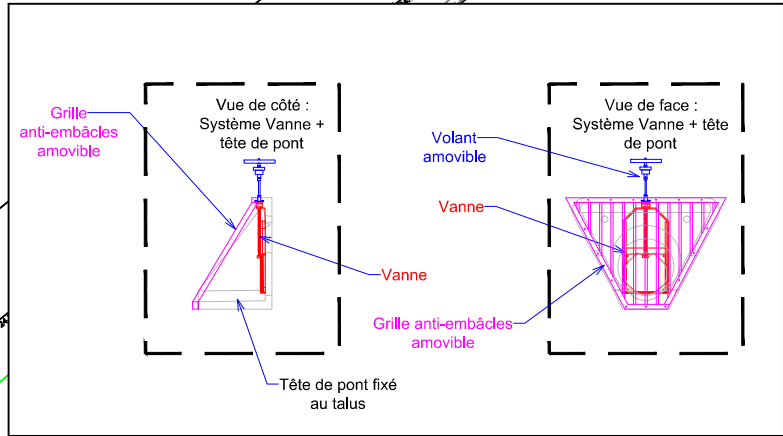 Grille
anti-embâcles
amovible
Vue de côté :
Système Vanne +
tête de pont
Vanne
Tête de pont fixé
au talus
Vue de face :
Système Vanne + tête
de pont
Volant
amovible
Vanne
Grille anti-embâcles
amovible